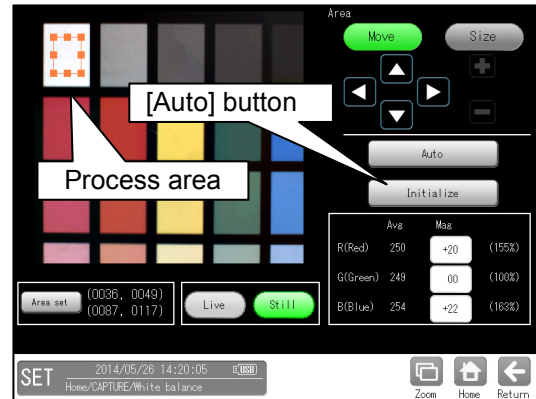 Area
Move
Size
[Auto] button
Auto
Process area
Initialize
Avg Mag
R(Red) 250 +20 (155%)
G(Green) 249 00 (100%)
B(Blue) 254 +22 (163%)
Area set (0036, 0049)
(0087, 0117)
Live
Still
SET 2014/05/26 14:20:05 USB
Home/CAPTURE/White balance
Zoom Home Return